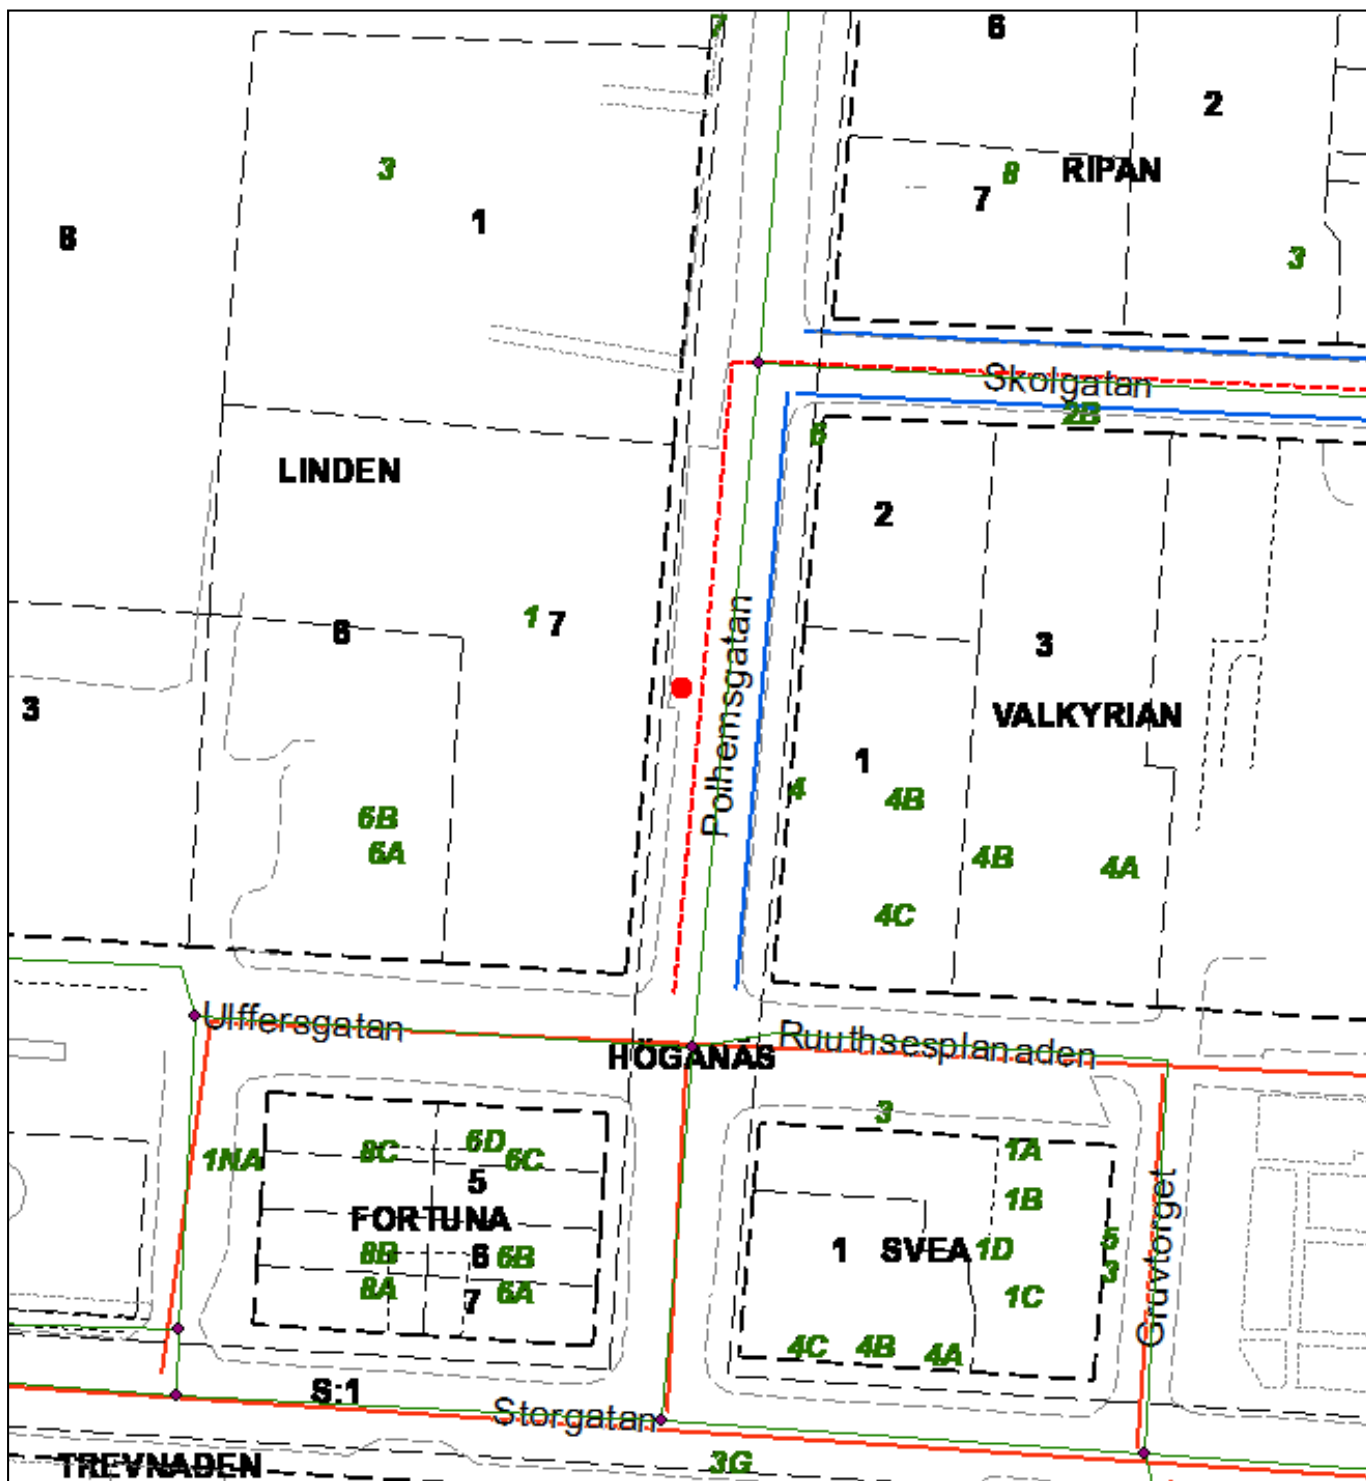 7
6
2
3
8
RIPAN
7
1
8
3
Skolgatan
2B
6
LINDEN
2
1 7
6
3
3
VALKYRIAN
Polhemsgatan
1
4
4B
6B
6A
4B
4A
4C
Ulffersgatan
Ruuthsesplanaden
HÖGANÄS
3
6D
1A
8C
6C
1NA
5
1B
FORTUNA
5
1 SVEA 1D
8B
6
6B
3
8A
7
6A
1C
Gruvtorget
4C
4B
4A
S:1
Storgatan
3G
TREVNADEN